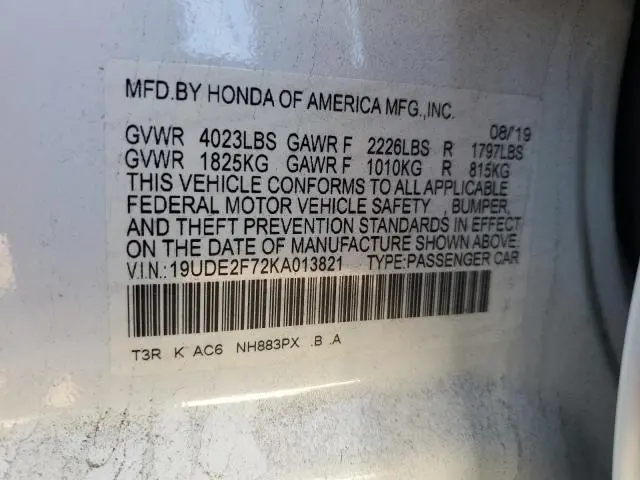 MFD.BY HONDA OF AMERICA MFG.,INC.
08/'19
GVWR 4023LBS GAWR F 2226LBS R 1797LBS
GVWR 1825KG GAWR F 1010KG R 815KG
THIS VEHICLE CONFORMS TO ALL APPLICABLE
FEDERAL MOTOR VEHICLE SAFETY , BUMPER,
AND THEFT PREVENTION STANDARDS IN EFFECT
ON THE DATE OF MANUFACTURE SHOWN ABOVE.
V.I.N.:19UDE2F72KA013821 TYPE:PASSENGER CAR
T3R K AC6 NH883PX .B .A